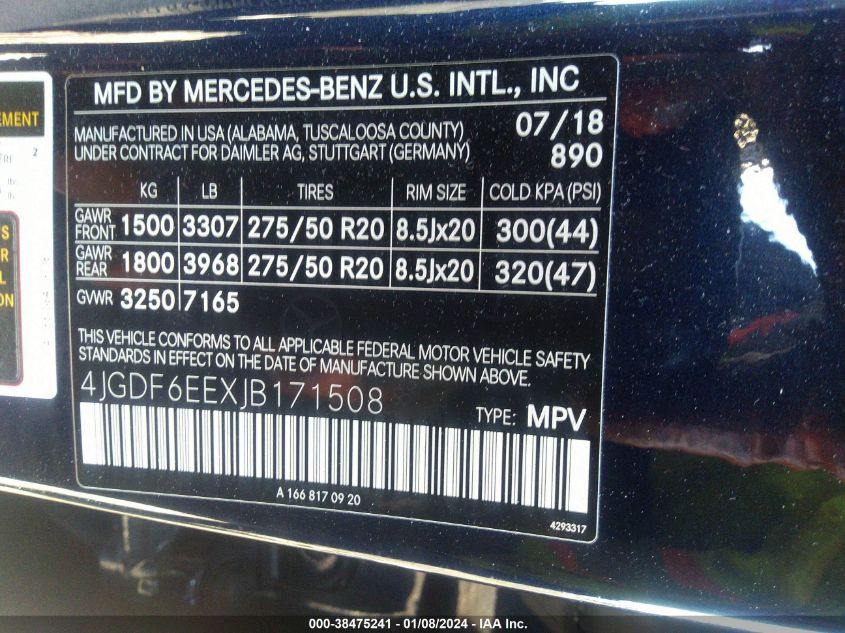 MFD BY MERCEDES-BENZ U.S. INTL., INC
MANUFACTURED IN USA (ALABAMA, TUSCALOOSA COUNTY) 07/18
UNDER CONTRACT FOR DAIMLER AG, STUTTGART (GERMANY) 890
KG LB TIRES RIM SIZE COLD KPA (PSI)
GAWR FRONT 1500 3307 275/50 R20 8.5Jx20 300(44)
GAWR REAR 1800 3968 275/50 R20 8.5Jx20 320(47)
GVWR 3250 7165
THIS VEHICLE CONFORMS TO ALL APPLICABLE FEDERAL MOTOR VEHICLE SAFETY
STANDARDS IN EFFECT ON THE DATE OF MANUFACTURE SHOWN ABOVE.
4JGDF6EEXJB171508
TYPE: MPV
A 166 817 09 20
4293317
000-38475241 - 01/08/2024 - IAA Inc.